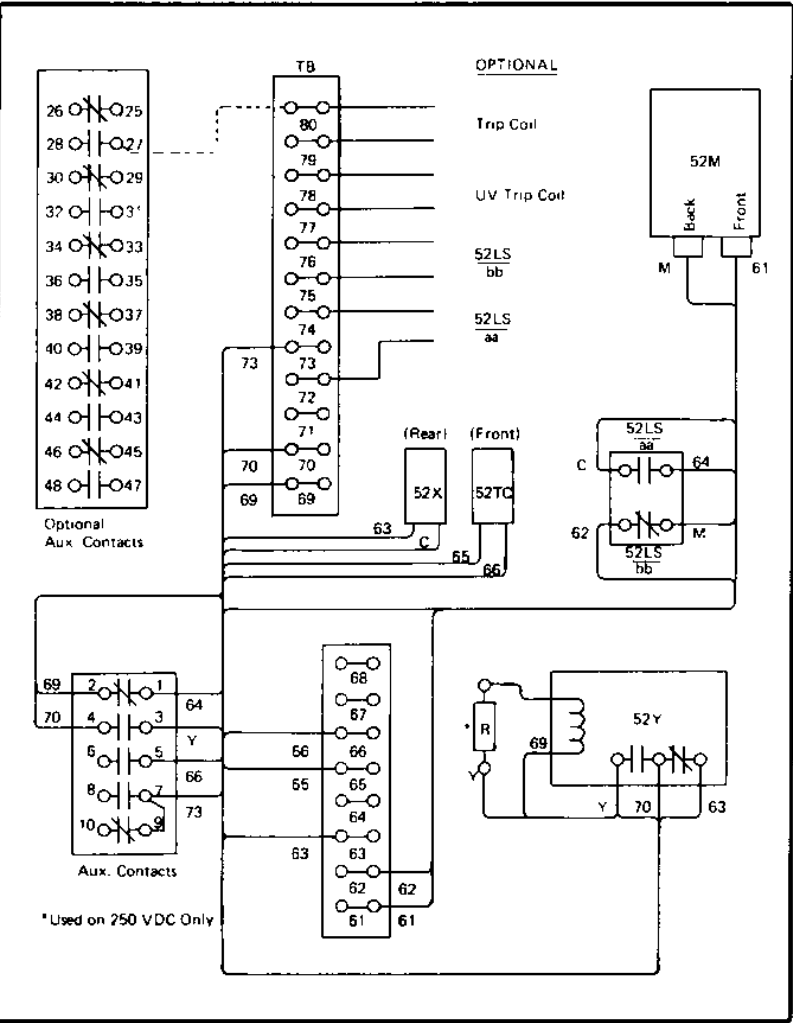 TB
OPTIONAL
26 25
28 27
30 29
32 31
34 33
36 35
38 37
40 39
42 41
44 43
46 45
48 47
Optional
Aux. Contacts
80
79
78
77
76
75
74
73
72
71
70
69
73
70
69
Trip Coil
UV Trip Coil
52LS
bb
52LS
aa
52M
Back
Front
M
61
(Rear)
(Front)
52X
52TC
63
C
65
66
52LS
aa
C
64
62
M
52LS
bb
69 2 1
64
70 4 3
Y
6 5
66
8 7
73
10 9
Aux. Contacts
*Used on 250 VDC Only
68
67
66
65
64
63
62
61
66
65
63
62
61
* R
Y
69
52Y
Y
70
63